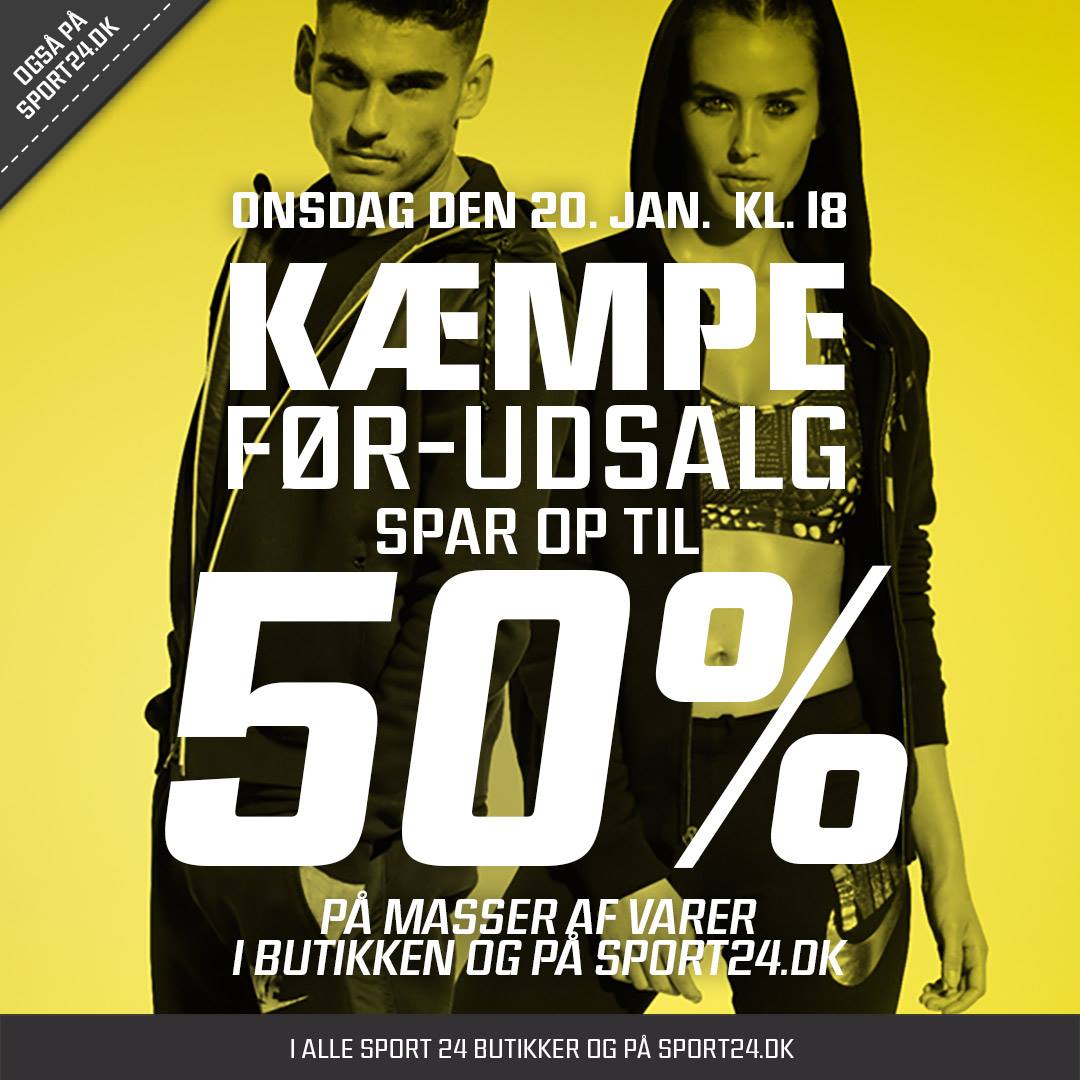 OGSÅ PÅ
SPORT24.DK
ONSDAG DEN 20. JAN. KL. 18
KÆMPE
FØR-UDSALG
SPAR OP TIL
50%
PÅ MASSER AF VARER
I BUTIKKEN OG PÅ SPORT24.DK
I ALLE SPORT 24 BUTIKKER OG PÅ SPORT24.DK